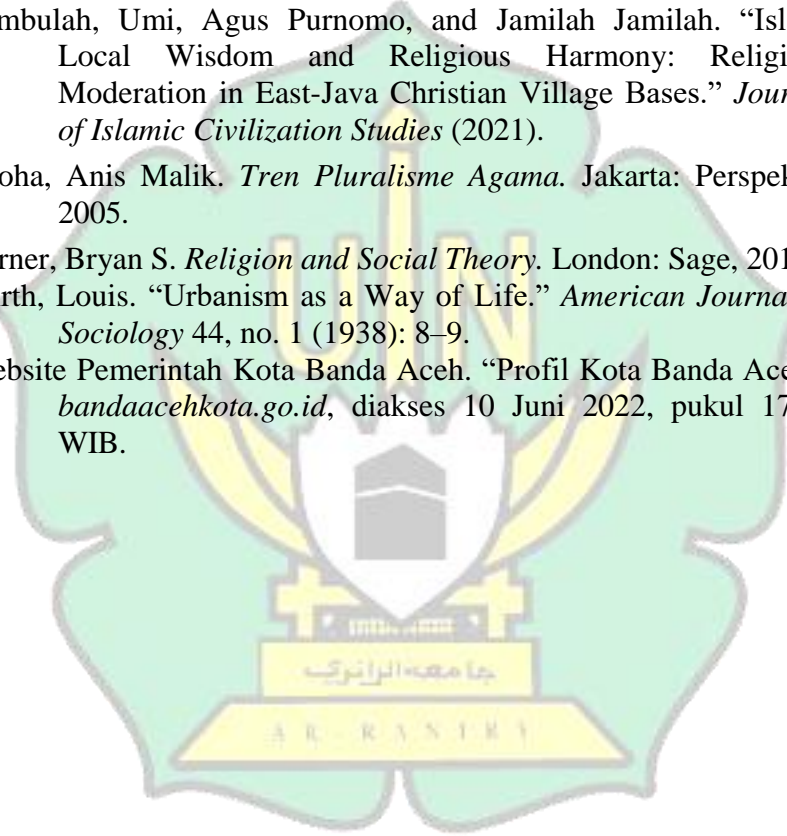 mbulah, Umi, Agus Purnomo, and Jamilah Jamilah. “Isl
Local Wisdom and Religious Harmony: Religi
Moderation in East-Java Christian Village Bases.” Jour
of Islamic Civilization Studies (2021).
oha, Anis Malik. Tren Pluralisme Agama. Jakarta: Perspek
2005.
rner, Bryan S. Religion and Social Theory. London: Sage, 201
rth, Louis. “Urbanism as a Way of Life.” American Journa
Sociology 44, no. 1 (1938): 8–9.
ebsite Pemerintah Kota Banda Aceh. “Profil Kota Banda Ace
bandaacehkota.go.id, diakses 10 Juni 2022, pukul 17
WIB.
UIN
جامعة الرانيري
AR-RANIRY